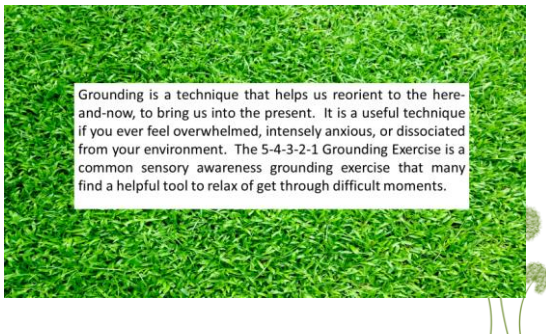 Grounding is a technique that helps us reorient to the here-
and-now, to bring us into the present. It is a useful technique
if you ever feel overwhelmed, intensely anxious, or dissociated
from your environment. The 5-4-3-2-1 Grounding Exercise is a
common sensory awareness grounding exercise that many
find a helpful tool to relax of get through difficult moments.